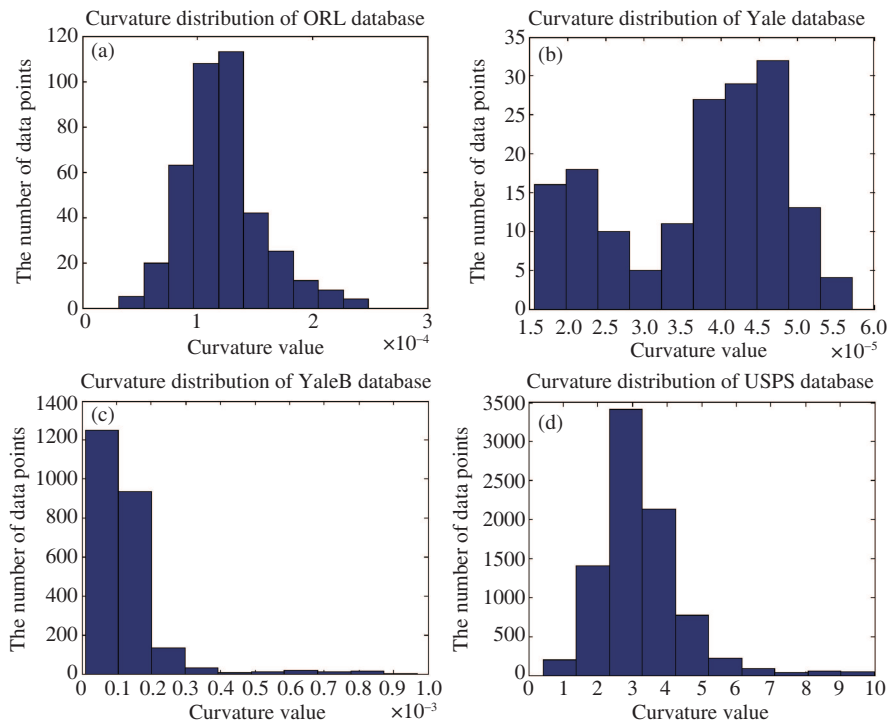 Curvature distribution of ORL database
(a)
The number of data points
120
100
80
60
40
20
0
0 1 2 3
×10⁻⁴
Curvature value
Curvature distribution of Yale database
(b)
The number of data points
35
30
25
20
15
10
5
0
1.5 2.0 2.5 3.0 3.5 4.0 4.5 5.0 5.5 6.0
×10⁻⁵
Curvature value
Curvature distribution of YaleB database
(c)
The number of data points
1400
1200
1000
800
600
400
200
0
0.1 0.2 0.3 0.4 0.5 0.6 0.7 0.8 0.9 1.0
×10⁻³
Curvature value
Curvature distribution of USPS database
(d)
The number of data points
3500
3000
2500
2000
1500
1000
500
0
0 1 2 3 4 5 6 7 8 9 10
Curvature value